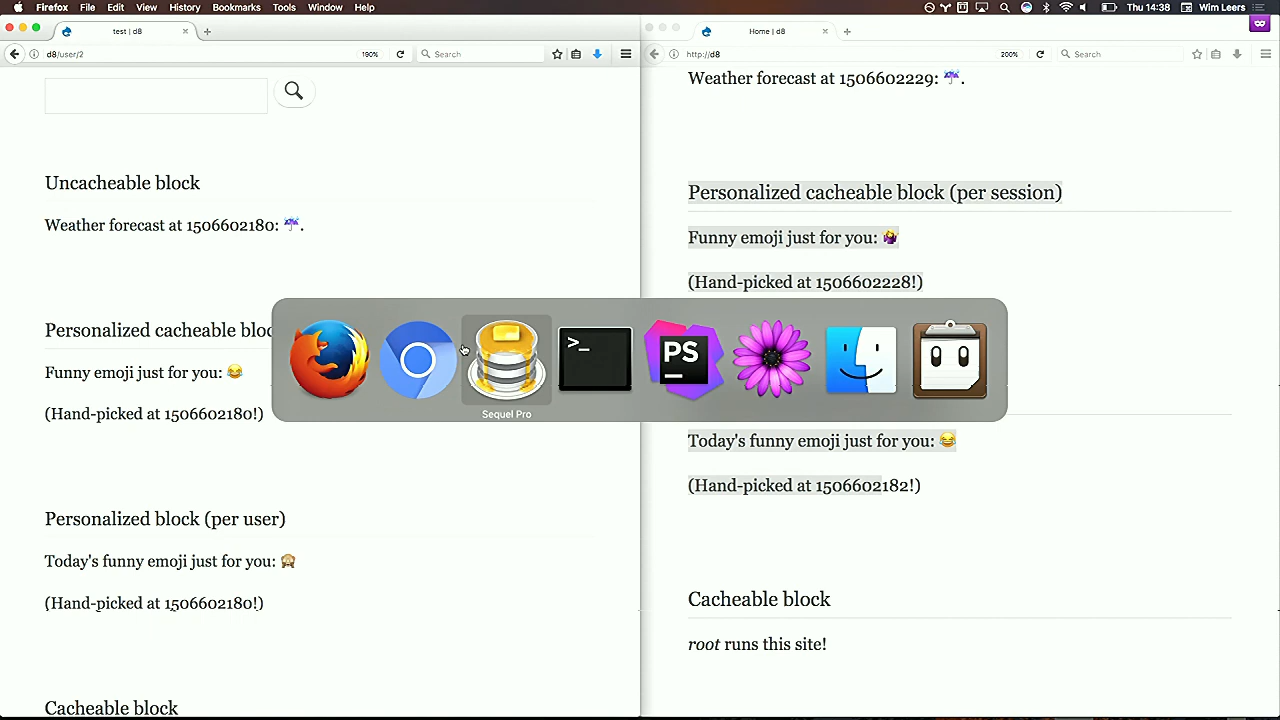 Firefox File Edit View History Bookmarks Tools Window Help
Thu 14:38 Wim Leers
test | d8
d8/user/2
190%
Search
Uncacheable block
Weather forecast at 1506602180: ☔.
Personalized cacheable bloc
Funny emoji just for you: 😂
(Hand-picked at 1506602180!)
Personalized block (per user)
Today's funny emoji just for you: 🙈
(Hand-picked at 1506602180!)
Cacheable block
Home | d8
http://d8
200%
Search
Weather forecast at 1506602229: ☔.
Personalized cacheable block (per session)
Funny emoji just for you: 🤷‍♀️
(Hand-picked at 1506602228!)
Today's funny emoji just for you: 😂
(Hand-picked at 1506602182!)
Cacheable block
root runs this site!
>_
PS
Sequel Pro